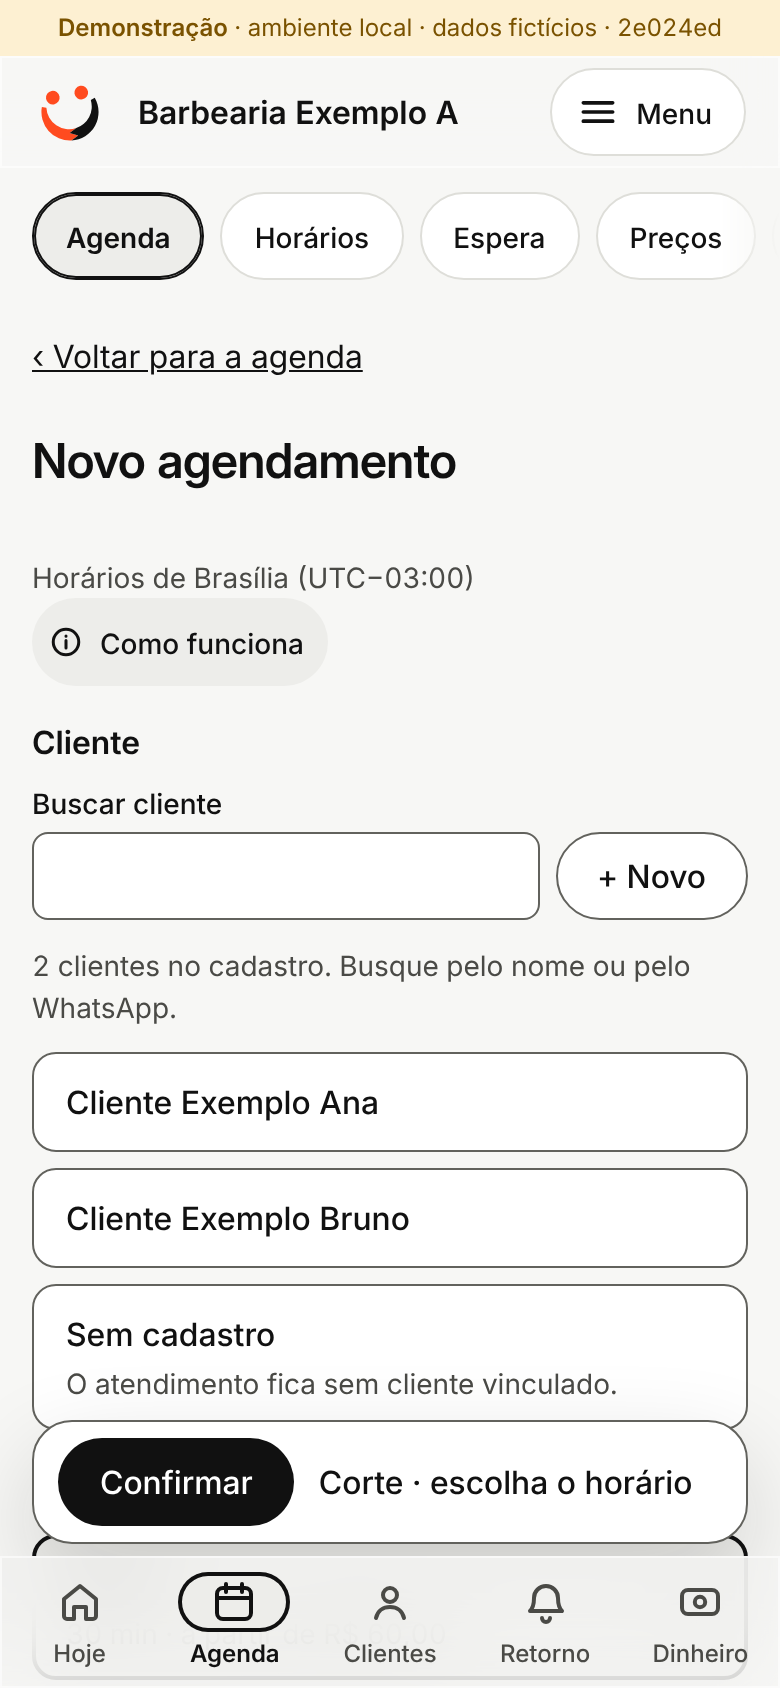 Demonstração · ambiente local · dados fictícios · 2e024ed
Barbearia Exemplo A
Menu
Agenda
Horários
Espera
Preços
‹ Voltar para a agenda
Novo agendamento
Horários de Brasília (UTC−03:00)
Como funciona
Cliente
Buscar cliente
+ Novo
2 clientes no cadastro. Busque pelo nome ou pelo
WhatsApp.
Cliente Exemplo Ana
Cliente Exemplo Bruno
Sem cadastro
O atendimento fica sem cliente vinculado.
Confirmar
Corte · escolha o horário
Hoje
Agenda
Clientes
Retorno
Dinheiro